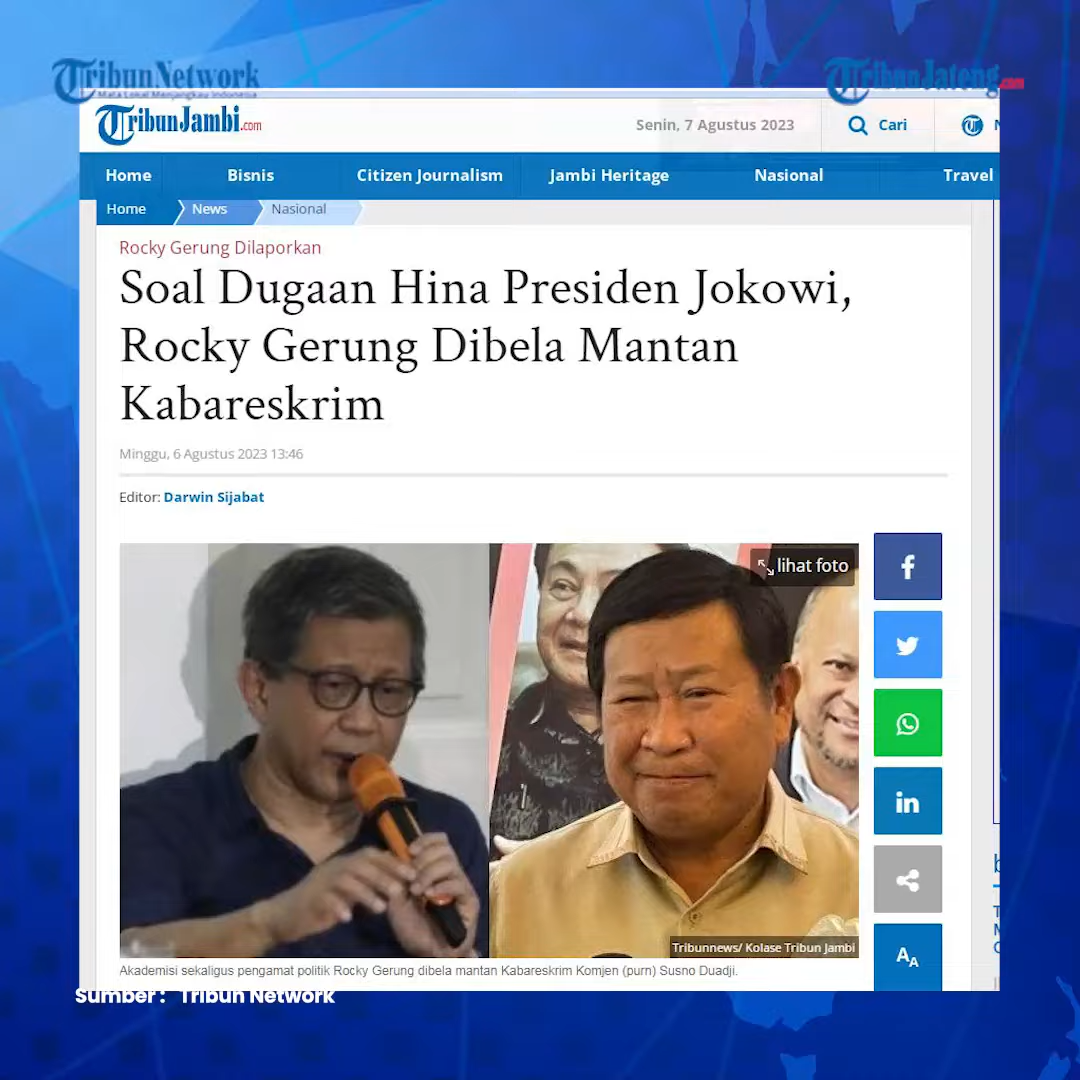 TribunNetwork
Mata Lokal Menjangkau Indonesia
TribunJateng.com
TribunJambi.com
Senin, 7 Agustus 2023
Cari
N
Home
Bisnis
Citizen Journalism
Jambi Heritage
Nasional
Travel
Home
News
Nasional
Rocky Gerung Dilaporkan
Soal Dugaan Hina Presiden Jokowi,
Rocky Gerung Dibela Mantan
Kabareskrim
Minggu, 6 Agustus 2023 13:46
Editor: Darwin Sijabat
lihat foto
Tribunnews/ Kolase Tribun Jambi
Akademisi sekaligus pengamat politik Rocky Gerung dibela mantan Kabareskrim Komjen (purn) Susno Duadji.
AA
Sumber : Tribun Network